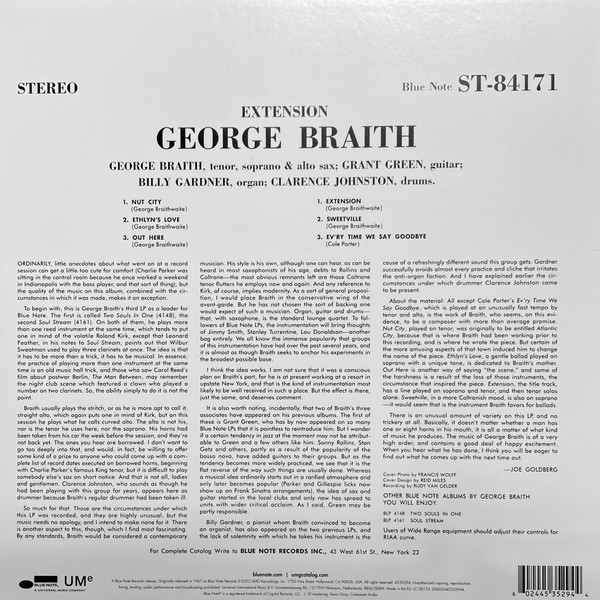 STEREO
Blue Note ST-84171
EXTENSION
GEORGE BRAITH
GEORGE BRAITH, tenor, soprano & alto sax; GRANT GREEN, guitar;
BILLY GARDNER, organ; CLARENCE JOHNSTON, drums.
1. NUT CITY
(George Braithwaite)
2. ETHLYN'S LOVE
(George Braithwaite)
3. OUT HERE
(George Braithwaite)
1. EXTENSION
(George Braithwaite)
2. SWEETVILLE
(George Braithwaite)
3. EV'RY TIME WE SAY GOODBYE
(Cole Porter)
ORDINARILY, little anecdotes about what went on at a record
session can get a little too cute for comfort (Charlie Parker was
sitting in the control room because he once worked a weekend
in Indianapolis with the bass player, and that sort of thing), but
the quality of the music on this album, combined with the cir-
cumstances in which it was made, makes it an exception.
To begin with, this is George Braith's third LP as a leader for
Blue Note. The first is called Two Souls In One (4148), the
second Soul Stream (4161). On both of them, he plays more
than one reed instrument at the same time, which tends to put
one in mind of the volatile Roland Kirk, except that Leonard
Feather, in his notes to Soul Stream, points out that Wilbur
Sweatman used to play three clarinets at once. The idea is that
it has to be more than a trick, it has to be musical. In essence,
the practice of playing more than one instrument at the same
time is an old music hall trick, and those who saw Carol Reed's
film about postwar Berlin, The Man Between, may remember
the night club scene which featured a clown who played a
number on two clarinets. So, the ability simply to do it is not the
point.
Braith usually plays the stritch, or as he is more apt to call it,
straight alto, which again puts one in mind of Kirk, but on this
session he plays what he calls curved alto. The alto is not his,
nor is the tenor he uses here, nor the soprano. His horns had
been taken from his car the week before the session, and they're
not back yet. The ones you hear are borrowed. I don't want to
go too deeply into that, and would, in fact, be willing to offer
some kind of a prize to anyone who could come up with a com-
plete list of record dates executed on borrowed horns, beginning
with Charlie Parker's famous King tenor, but it is difficult to play
somebody else's sax on short notice. And that is not all, ladies
and gentlemen. Clarence Johnston, who sounds as though he
had been playing with this group for years, appears here as
drummer because Braith's regular drummer had been taken ill.
So much for that: Those are the circumstances under which
this LP was recorded, and they are highly unusual, but the
music needs no apology, and I intend to make none for it. There
is another aspect to this, though, which I find most fascinating.
By any standards, Braith would be considered a contemporary
musician. His style is his own, although one can hear, as can be
heard in most saxophonists of his age, debts to Rollins and
Coltrane—the most obvious remnants left are those Coltrane
tenor flutters he employs now and again. And any reference to
Kirk, of course, implies modernity. As a sort of general proposi-
tion, I would place Braith in the conservative wing of the
avant-garde. But he has not chosen the sort of backing one
would expect of such a musician. Organ, guitar and drums—
that, with saxophone, is the standard lounge quartet. To fol-
lowers of Blue Note LPs, the instrumentation will bring thoughts
of Jimmy Smith, Stanley Turrentine, Lou Donaldson—another
bag entirely. We all know the immense popularity that groups
of this instrumentation have had over the past several years, and
it is almost as though Braith seeks to anchor his experiments in
the broadest possible base.
I think the idea works. I am not sure that it was a conscious
plan on Braith's part, for he is at present working at a resort in
upstate New York, and that is the kind of instrumentation most
likely to be well received in such a place. But the effect is there,
just the same, and deserves comment.
It is also worth noting, incidentally, that two of Braith's three
associates have appeared on his previous albums. The first of
these is Grant Green, who has by now appeared on so many
Blue Note LPs that it is pointless to reintroduce him. But I wonder
if a certain tendency in jazz at the moment may not be attribut-
able to Green and a few others like him. Sonny Rollins, Stan
Getz and others, partly as a result of the popularity of the
bossa nova, have added guitars to their groups. But as the
tendency becomes more widely practiced, we see that it is the
flat reverse of the way such things are usually done. Whereas
a musical idea ordinarily starts out in a rarified atmosphere and
only later becomes popular (Parker and Gillespie licks now
show up on Frank Sinatra arrangements), the idea of sax and
guitar started in the local clubs and only now has spread to
units with wider critical acclaim. As I said, Green may be
partly responsible.
Billy Gardner, a pianist whom Braith convinced to become
an organist, has also appeared on the two previous LPs, and
the lack of solemnity with which he takes his instrument is the
cause of a refreshingly different sound this group gets. Gardner
successfully avoids almost every practice and cliche that irritates
the anti-organ faction. And I have explained earlier the cir-
cumstances under which drummer Clarence Johnston came
to be present.
About the material: All except Cole Porter's Ev'ry Time We
Say Goodbye, which is played at an unusually fast tempo by
tenor and alto, is the work of Braith, who seems, on this evi-
dence, to be a composer with more than average promise.
Nut City, played on tenor, was originally to be entitled Atlantic
City, because that is where Braith had been working prior to
this recording, and is where he wrote the piece. But certain of
the more amusing aspects of that town induced him to change
the name of the piece. Ethlyn's Love, a gentle ballad played on
soprano with a unique tone, is dedicated to Braith's mother.
Out Here is another way of saying "the scene," and some of
the harshness is a result of the loss of those instruments, the
circumstance that inspired the piece. Extension, the title track,
has a line played on soprano and tenor, and then tenor solos
alone. Sweetville, in a more Coltranish mood, is also on soprano
—it would seem that is the instrument Braith favors for ballads.
There is an unusual amount of variety on this LP, and no
trickery at all. Basically, it doesn't matter whether a man has
one or eight horns in his mouth, it is all a matter of what kind
of music he produces. The music of George Braith is of a very
high order, and contains a good deal of happy excitement.
When you hear what he has done, I think you will be eager to
find out what he comes up with the next time out.
—JOE GOLDBERG
Cover Photo by FRANCIS WOLFF
Cover Design by REID MILES
Recording by RUDY VAN GELDER
OTHER BLUE NOTE ALBUMS BY GEORGE BRAITH
YOU WILL ENJOY:
BLP 4148 TWO SOULS IN ONE
BLP 4161 SOUL STREAM
Users of Wide Range equipment should adjust their controls for
RIAA curve.
For Complete Catalog Write to BLUE NOTE RECORDS INC., 43 West 61st St., New York 23
BLUE NOTE
UMe
A UNIVERSAL MUSIC COMPANY
bluenote.com | umgcatalog.com
6 02445 35294 4